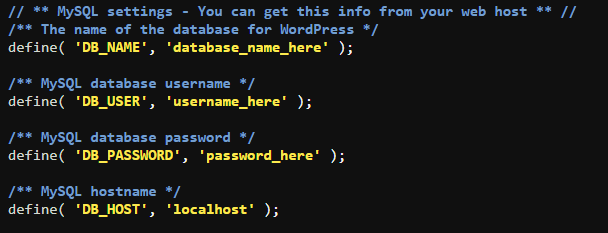 // ** MySQL settings - You can get this info from your web host ** //
/** The name of the database for WordPress */
define( 'DB_NAME', 'database_name_here' );
/** MySQL database username */
define( 'DB_USER', 'username_here' );
/** MySQL database password */
define( 'DB_PASSWORD', 'password_here' );
/** MySQL hostname */
define( 'DB_HOST', 'localhost' );